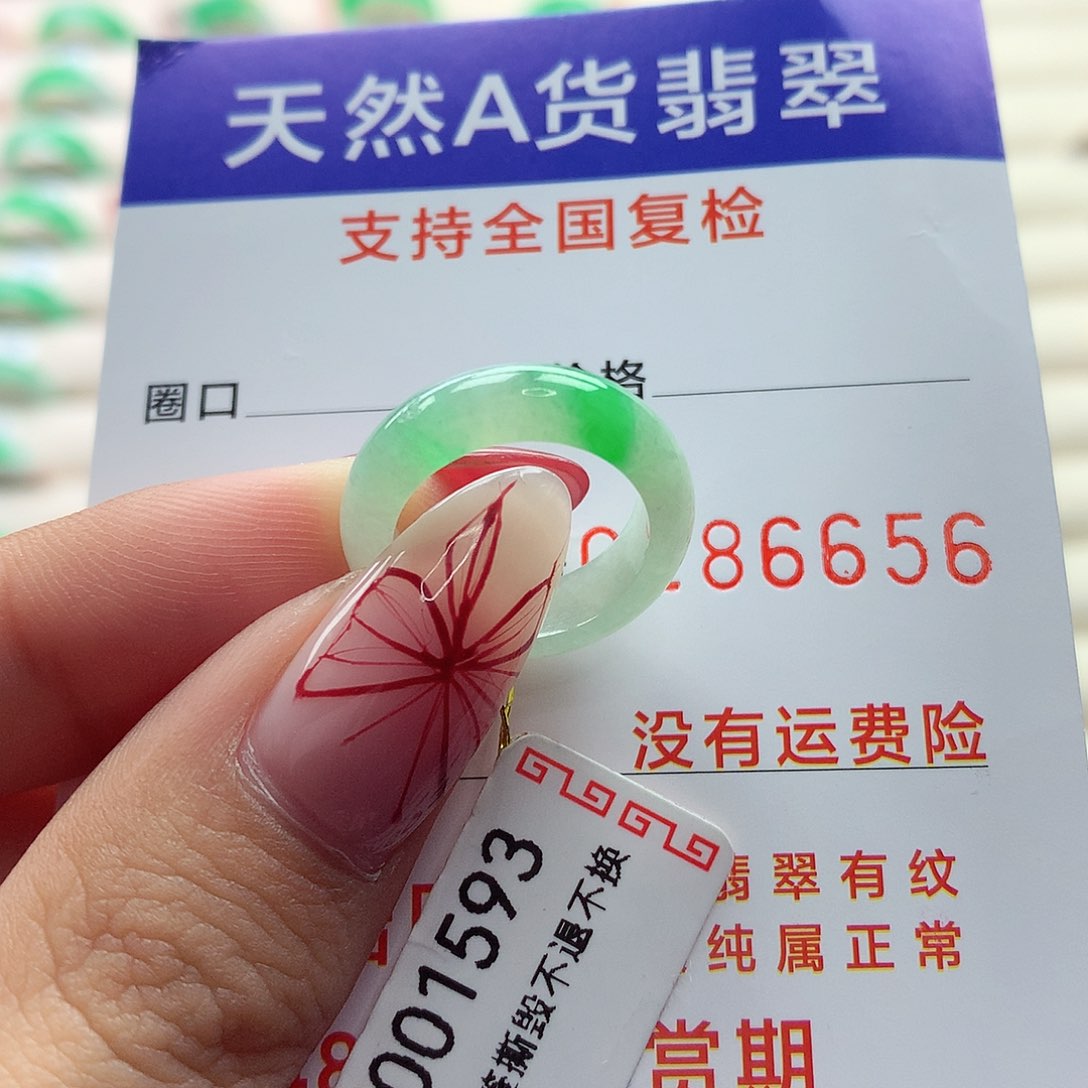 天然A货翡翠
支持全国复检
圈口 价格
86656
没有运费险
翡翠有纹
纯属正常
赏期
001593
撕毁不退不换